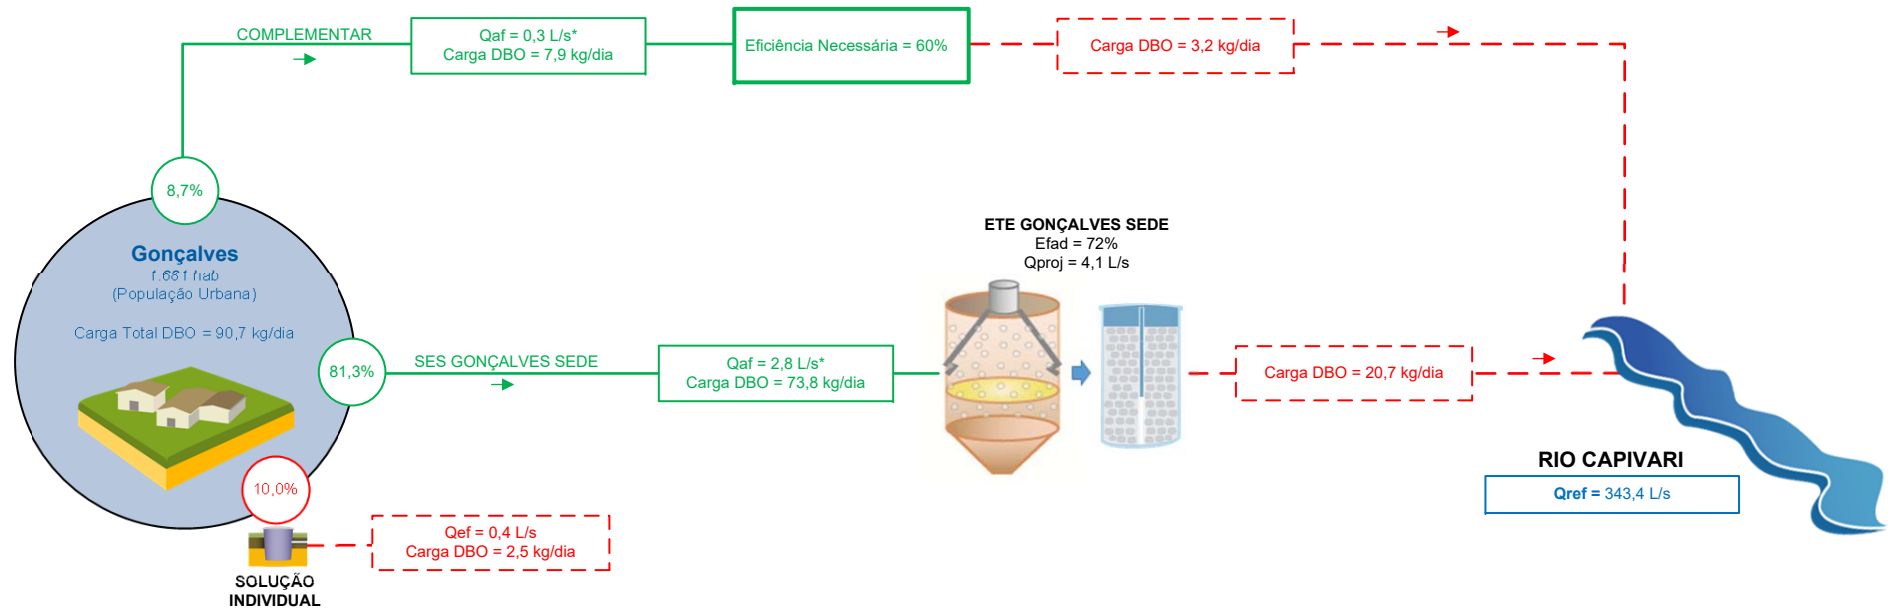 COMPLEMENTAR
Qaf = 0,3 L/s*
Carga DBO = 7,9 kg/dia
Eficiência Necessária = 60%
Carga DBO = 3,2 kg/dia
8,7%
Gonçalves
1.681 hab
(População Urbana)
Carga Total DBO = 90,7 kg/dia
81,3%
SES GONÇALVES SEDE
Qaf = 2,8 L/s*
Carga DBO = 73,8 kg/dia
ETE GONÇALVES SEDE
Efad = 72%
Qproj = 4,1 L/s
Carga DBO = 20,7 kg/dia
RIO CAPIVARI
Qref = 343,4 L/s
10,0%
Qef = 0,4 L/s
Carga DBO = 2,5 kg/dia
SOLUÇÃO
INDIVIDUAL